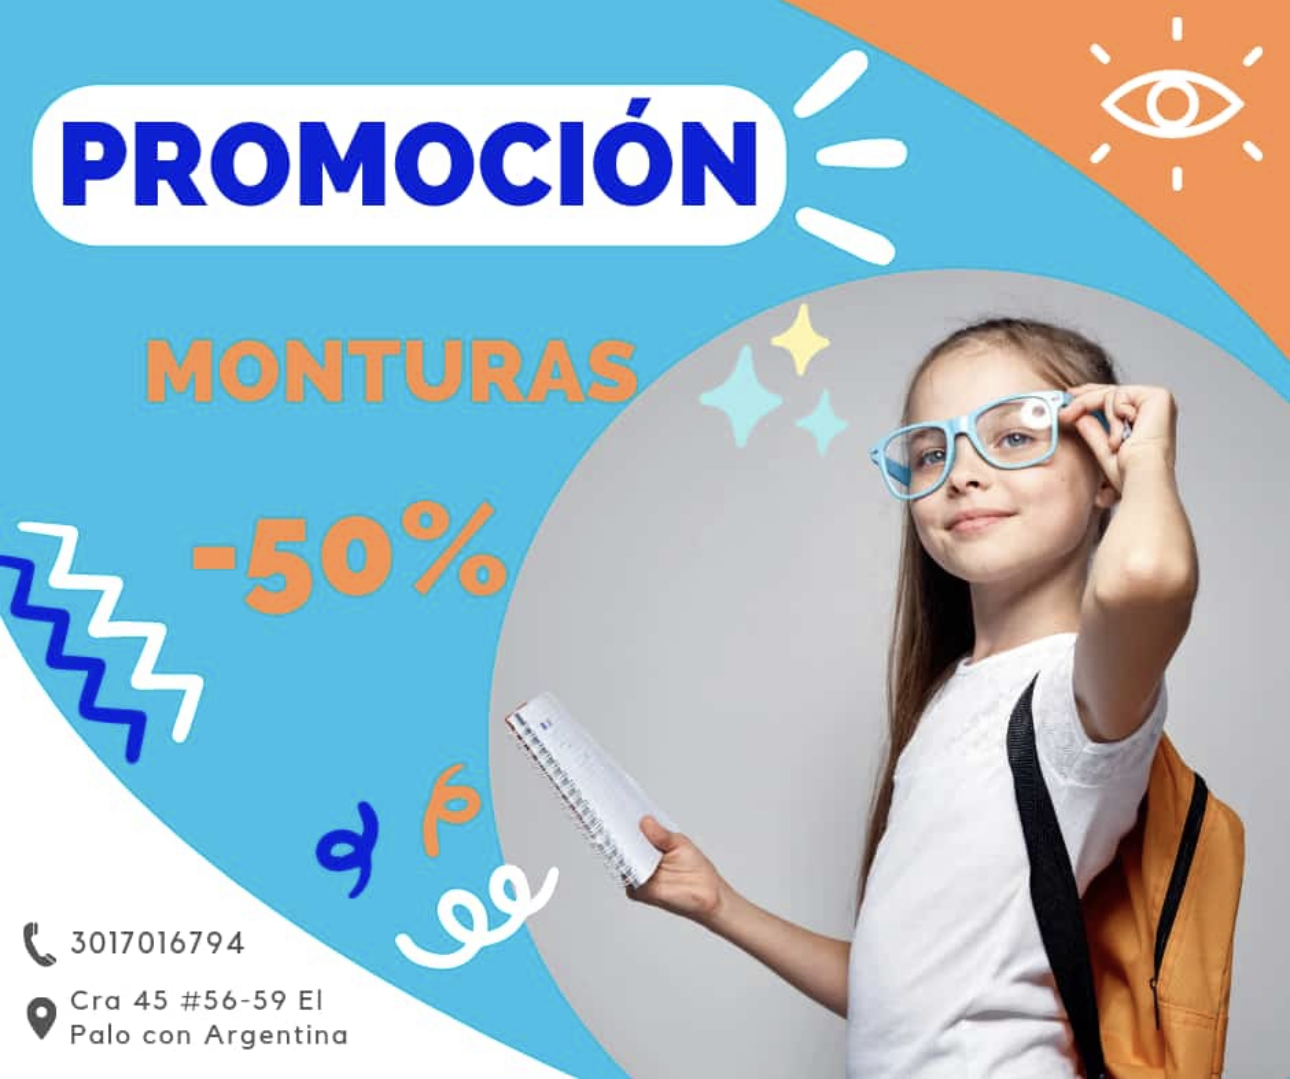 PROMOCIÓN
MONTURAS
-50%
3017016794
Cra 45 #56-59 El
Palo con Argentina